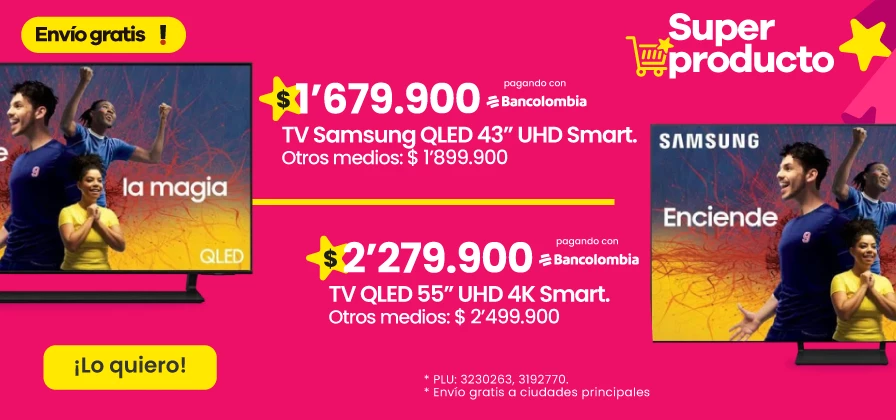 Envío gratis !
Super
producto
$1'679.900 pagando con Bancolombia
TV Samsung QLED 43” UHD Smart.
Otros medios: $ 1'899.900
e la magia
QLED
SAMSUNG
Enciende
$2'279.900 pagando con Bancolombia
TV QLED 55” UHD 4K Smart.
Otros medios: $ 2'499.900
¡Lo quiero!
* PLU: 3230263, 3192770.
* Envío gratis a ciudades principales